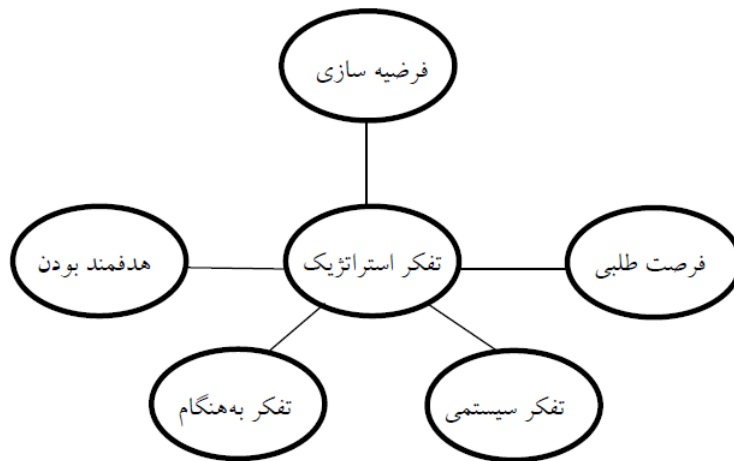 فرضیه سازی
هدفمند بودن
تفکر استراتژیک
فرصت طلبی
تفکر به‌هنگام
تفکر سیستمی